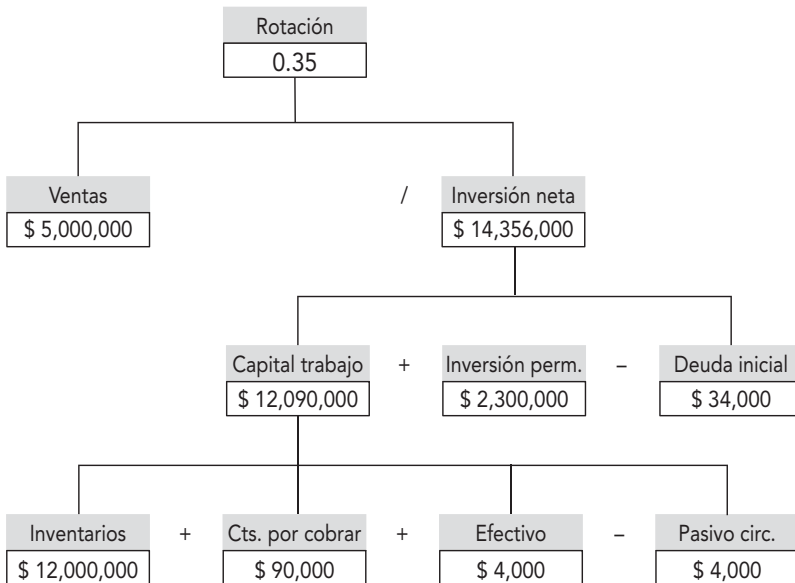 Rotación
0.35
Ventas / Inversión neta
$ 5,000,000 $ 14,356,000
Capital trabajo + Inversión perm. – Deuda inicial
$ 12,090,000 $ 2,300,000 $ 34,000
Inventarios + Cts. por cobrar + Efectivo – Pasivo circ.
$ 12,000,000 $ 90,000 $ 4,000 $ 4,000